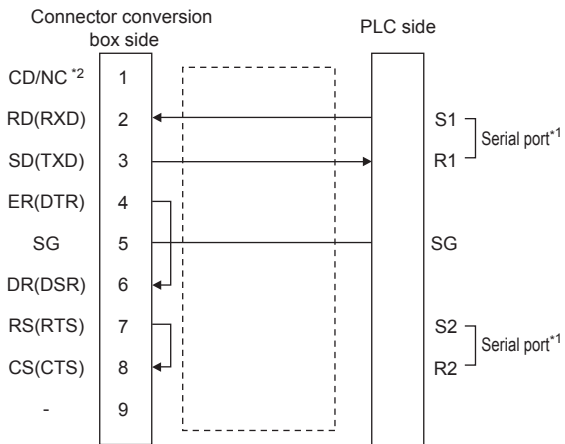 Connector conversion
box side
PLC side
CD/NC *2 1
RD(RXD) 2 S1
Serial port*1
SD(TXD) 3 R1
ER(DTR) 4
SG 5 SG
DR(DSR) 6
RS(RTS) 7 S2
Serial port*1
CS(CTS) 8 R2
- 9